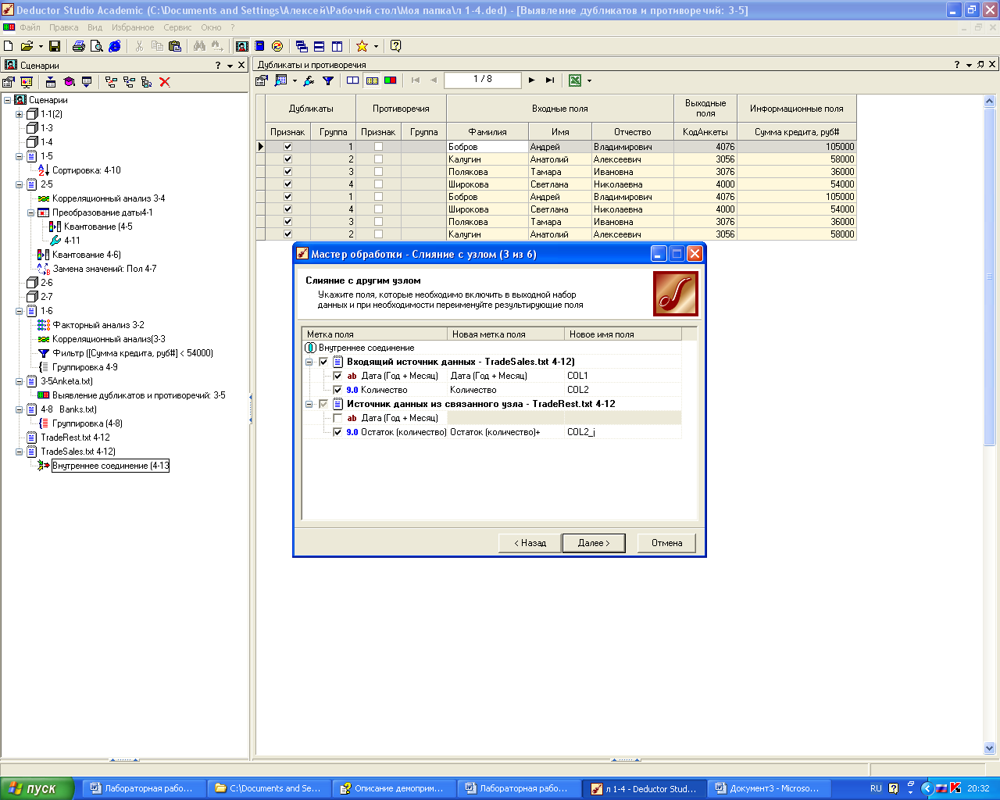 Deductor Studio Academic (C:\Documents and Settings\Алексей\Рабочий стол\Моя папка\л 1-4.ded) - [Выявление дубликатов и противоречий: 3-5]
Файл Правка Вид Избранное Сервис Окно ?
Сценарии
Сценарии
1-1(2)
1-3
1-4
1-5
Сортировка: 4-10
2-5
Корреляционный анализ 3-4
Преобразование даты4-1
Квантование (4-5
4-11
Квантование 4-6)
Замена значений: Пол 4-7
2-6
2-7
1-6
Факторный анализ 3-2
Корреляционный анализ(3-3
Фильтр ([Сумма кредита, руб#] < 54000)
Группировка 4-9
3-5Anketa.txt)
Выявление дубликатов и противоречий: 3-5
4-8 Banks.txt)
Группировка (4-8)
TradeRest.txt 4-12
TradeSales.txt 4-12)
Внутреннее соединение (4-13
Дубликаты и противоречия
1 / 8
Дубликаты Противоречия Входные поля Выходные поля Информационные поля
Признак Группа Признак Группа Фамилия Имя Отчество КодАнкеты Сумма кредита, руб#
1 Бобров Андрей Владимирович 4076 105000
2 Калугин Анатолий Алексеевич 3056 58000
3 Полякова Тамара Ивановна 3076 36000
4 Широкова Светлана Николаевна 4000 54000
1 Бобров Андрей Владимирович 4076 105000
4 Широкова Светлана Николаевна 4000 54000
3 Полякова Тамара Ивановна 3076 36000
2 Калугин Анатолий Алексеевич 3056 58000
Мастер обработки - Слияние с узлом (3 из 6)
Слияние с другим узлом
Укажите поля, которые необходимо включить в выходной набор
данных и при необходимости переименуйте результирующие поля
Метка поля Новая метка поля Новое имя поля
Внутреннее соединение
Входящий источник данных - TradeSales.txt 4-12)
ab Дата (Год + Месяц) Дата (Год + Месяц) COL1
9.0 Количество Количество COL2
Источник данных из связанного узла - TradeRest.txt 4-12
ab Дата (Год + Месяц)
9.0 Остаток (количество) Остаток (количество)+ COL2_j
< Назад Далее > Отмена
пуск Лабораторная рабо... C:\Documents and Se... Описание демоприм... Лабораторная рабо... л 1-4 - Deductor Stud... Документ3 - Microso... RU 20:32